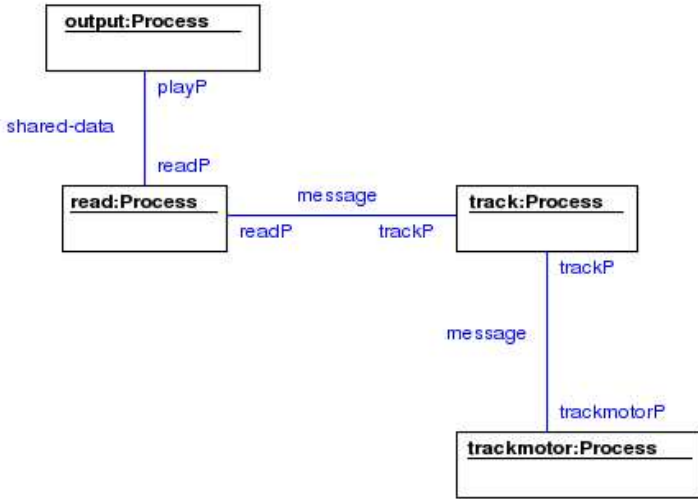 output:Process
playP
shared-data
readP
read:Process
message
track:Process
readP
trackP
trackP
message
trackmotorP
trackmotor:Process